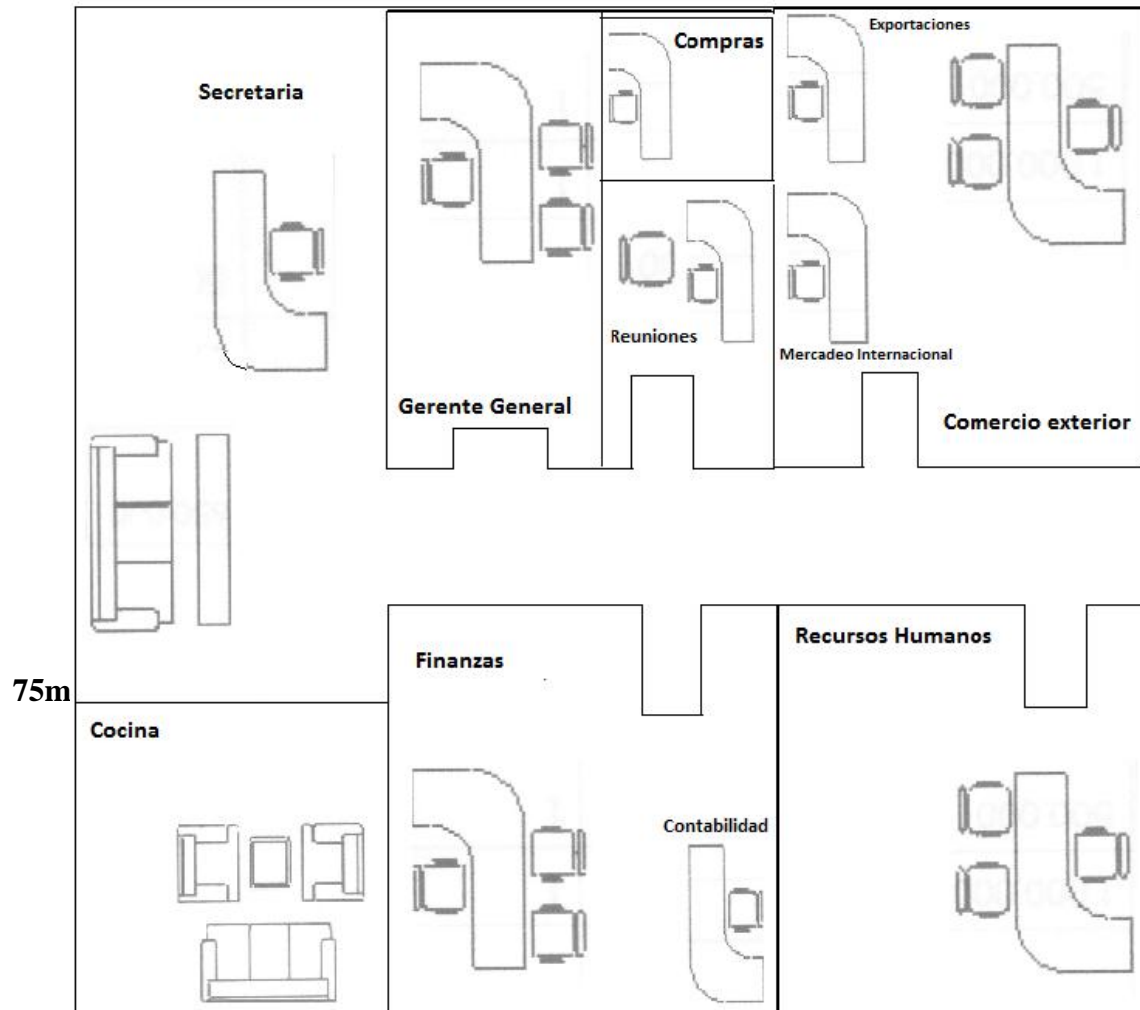 Exportaciones
Compras
Secretaria
Reuniones
Mercadeo Internacional
Gerente General
Comercio exterior
Recursos Humanos
Finanzas
75m
Cocina
Contabilidad